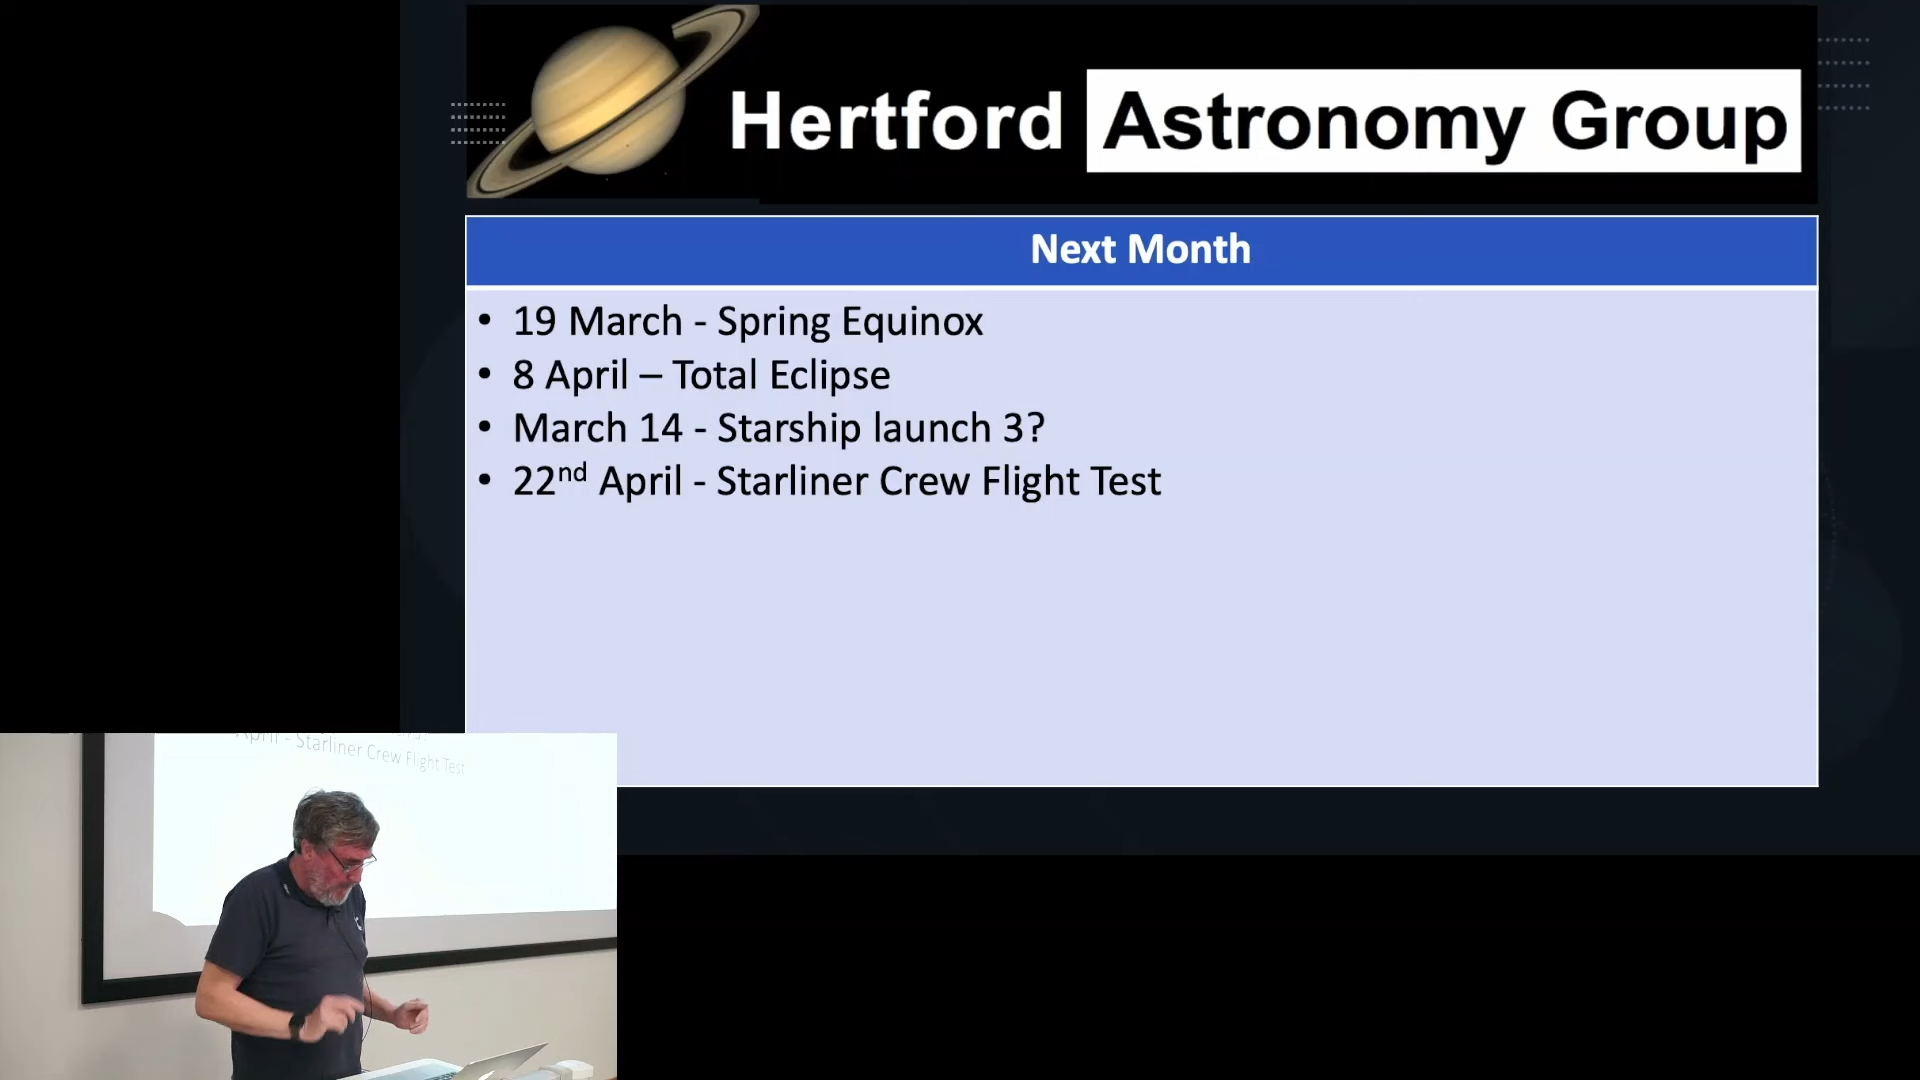 Hertford Astronomy Group
Next Month
• 19 March - Spring Equinox
• 8 April – Total Eclipse
• March 14 - Starship launch 3?
• 22nd April - Starliner Crew Flight Test
April - Starliner Crew Flight Test